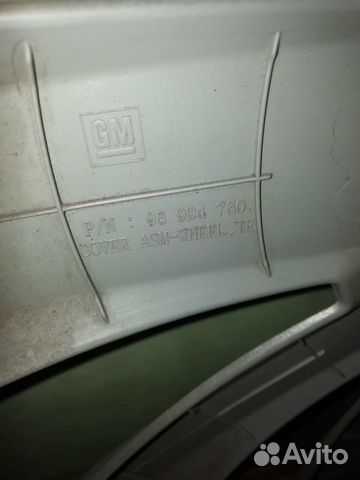 GM
P/N : 96 994 760
COVER ASM-WHEEL.TR
Avito